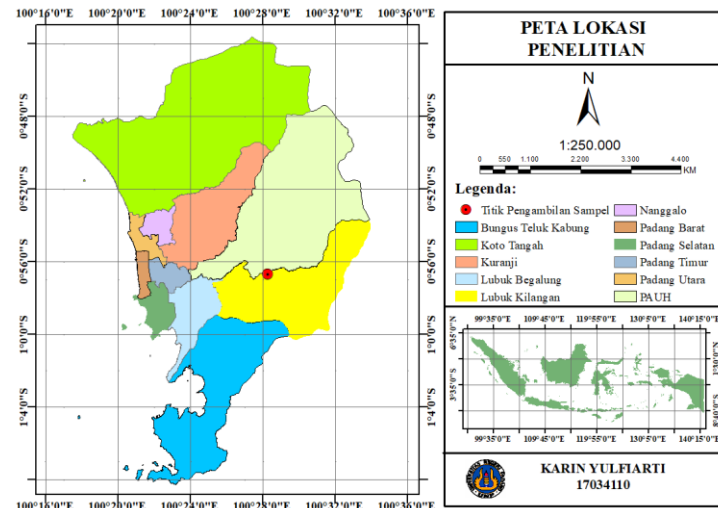 100°16'0"E 100°20'0"E 100°24'0"E 100°28'0"E 100°32'0"E 100°36'0"E
0°48'0"S
0°52'0"S
0°56'0"S
1°0'0"S
1°4'0"S
0°48'0"S
0°52'0"S
0°56'0"S
1°0'0"S
1°4'0"S
100°16'0"E 100°20'0"E 100°24'0"E 100°28'0"E 100°32'0"E 100°36'0"E
PETA LOKASI
PENELITIAN
N
1:250.000
0 550 1.100 2.200 3.300 4.400
KM
Legenda:
Titik Pengambilan Sampel
Bungus Teluk Kabung
Koto Tangah
Kuranji
Lubuk Begalung
Lubuk Kilangan
Nanggalo
Padang Barat
Padang Selatan
Padang Timur
Padang Utara
PAUH
99°35'0"E 109°45'0"E 119°55'0"E 130°5'0"E 140°15'0"E
3°35'0"S
99°35'0"E 109°45'0"E 119°55'0"E 130°5'0"E 140°15'0"E
KARIN YULFIARTI
17034110
UNP